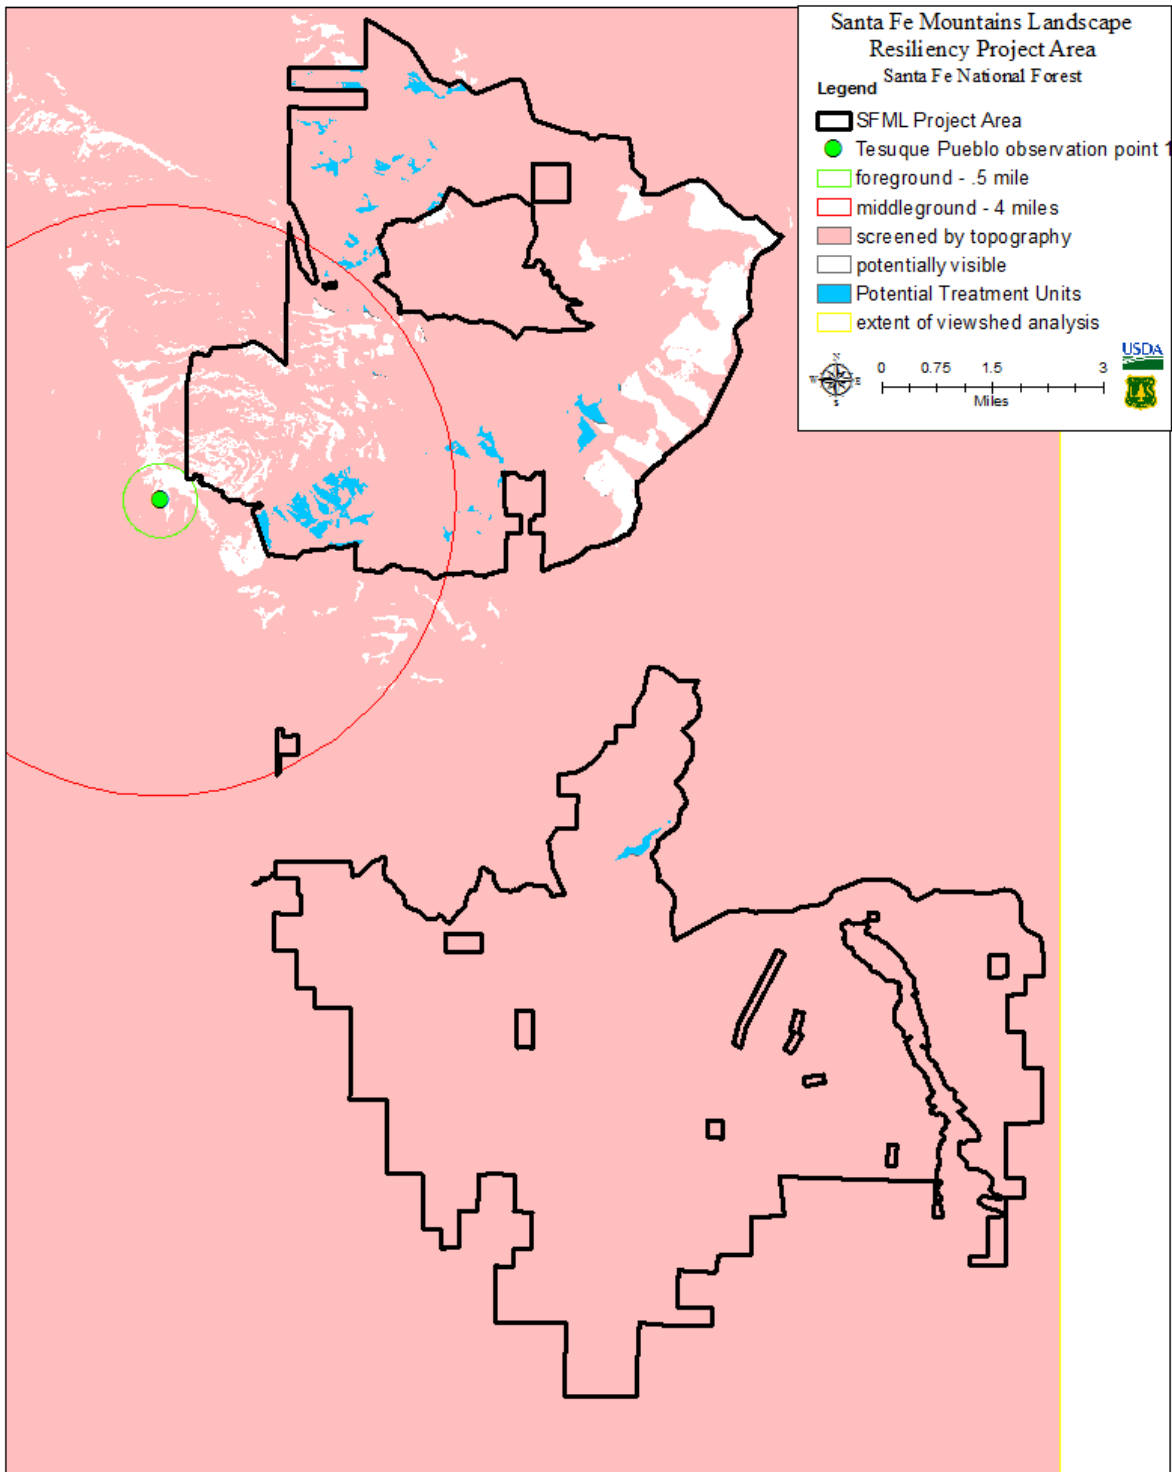 Santa Fe Mountains Landscape
Resiliency Project Area
Santa Fe National Forest
Legend
SFML Project Area
Tesuque Pueblo observation point 1
foreground - .5 mile
middleground - 4 miles
screened by topography
potentially visible
Potential Treatment Units
extent of viewshed analysis
N
W E
S
0 0.75 1.5 3
Miles
USDA
UAS